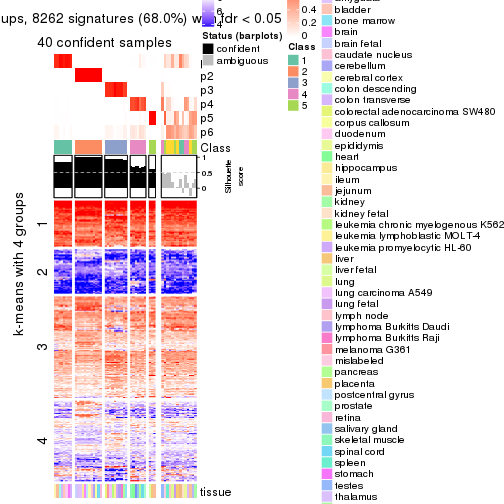 ups, 8262 signatures (68.0%) with fdr < 0.05
40 confident samples
p2
p3
p4
p5
p6
Class
1
0.5
0
Silhouette
score
k-means with 4 groups
1
2
3
4
tissue
4
Status (barplots)
confident
ambiguous
0.4
0.2
0
Class
1
2
3
4
5
bladder
bone marrow
brain
brain fetal
caudate nucleus
cerebellum
cerebral cortex
colon descending
colon transverse
colorectal adenocarcinoma SW480
corpus callosum
duodenum
epididymis
heart
hippocampus
ileum
jejunum
kidney
kidney fetal
leukemia chronic myelogenous K562
leukemia lymphoblastic MOLT-4
leukemia promyelocytic HL-60
liver
liver fetal
lung
lung carcinoma A549
lung fetal
lymph node
lymphoma Burkitts Daudi
lymphoma Burkitts Raji
melanoma G361
mislabeled
pancreas
placenta
postcentral gyrus
prostate
retina
salivary gland
skeletal muscle
spinal cord
spleen
stomach
testes
thalamus